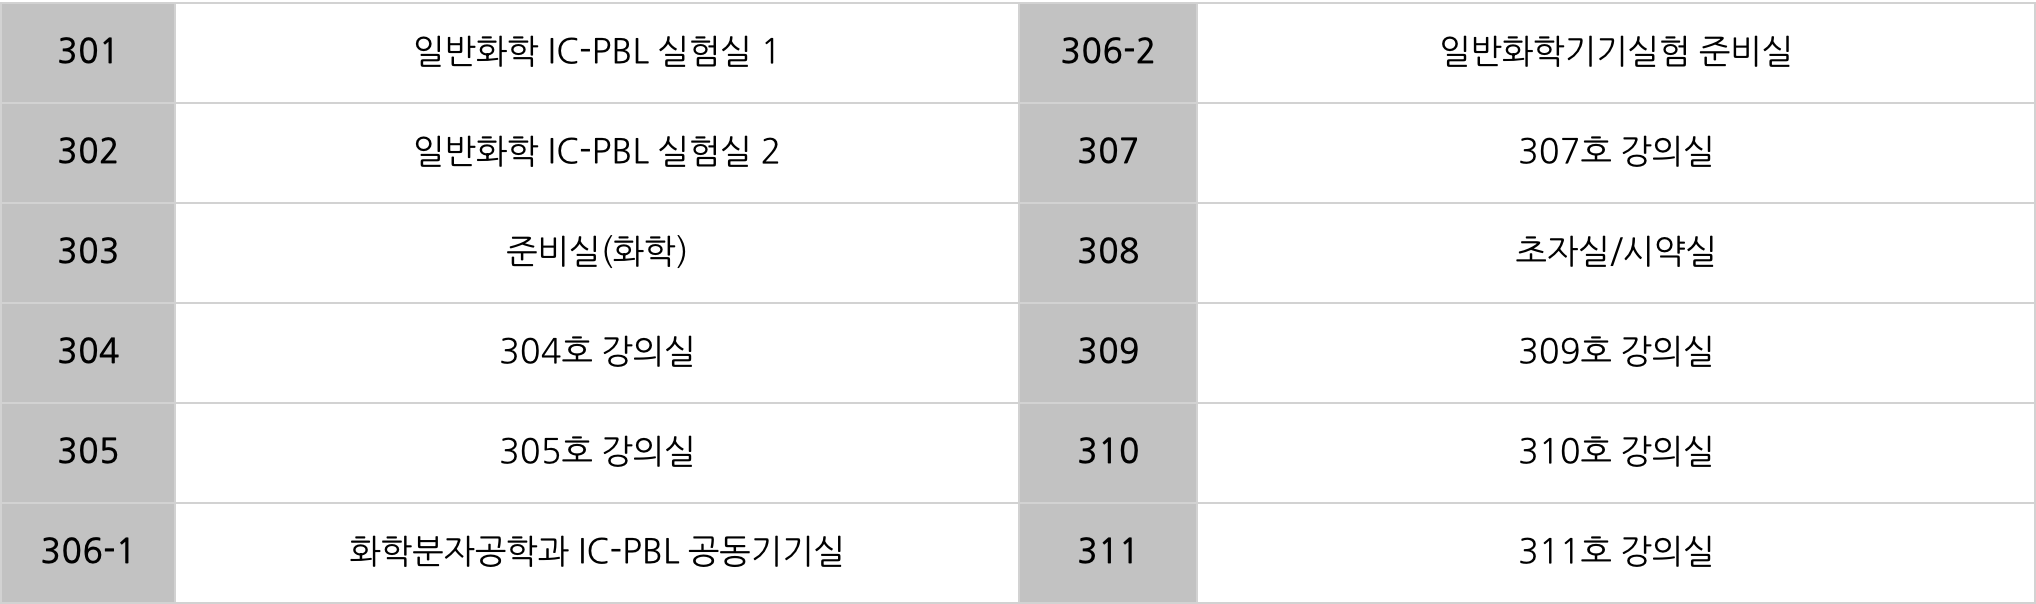 301 일반화학 IC-PBL 실험실 1 306-2 일반화학기기실험 준비실
302 일반화학 IC-PBL 실험실 2 307 307호 강의실
303 준비실(화학) 308 초자실/시약실
304 304호 강의실 309 309호 강의실
305 305호 강의실 310 310호 강의실
306-1 화학분자공학과 IC-PBL 공동기기실 311 311호 강의실